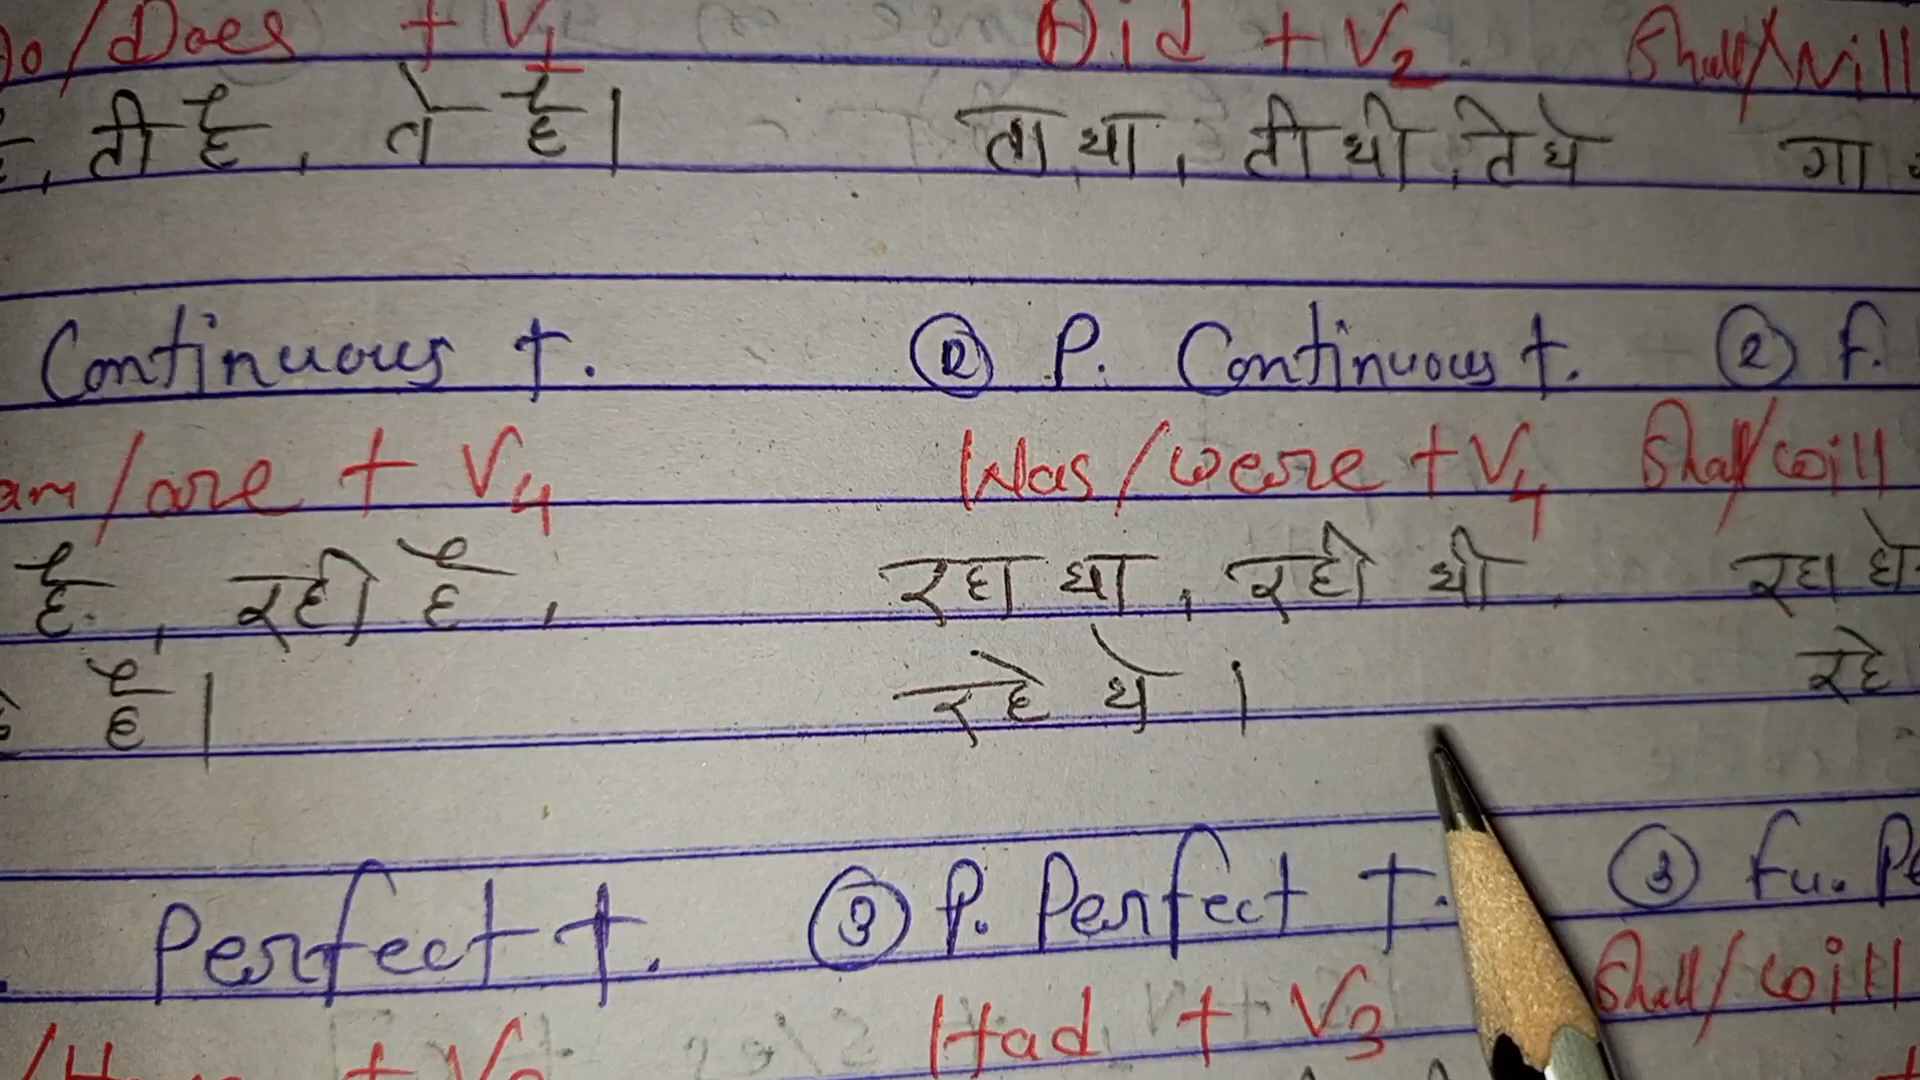 /Does + V1 Did + V2. Shall/Will
, ती है, ते है। ता था, ती थी, ते थे गा
Continuous t. ② P. Continuous t. ② F.
am/are + V4 Was/were + V4 Shall/will
है, रही है, रहा था, रही थी रहा हो
है। रहे थे। रहे
Perfect t. ③ P. Perfect T. ③ Fu.
Had + V3 Shall/will